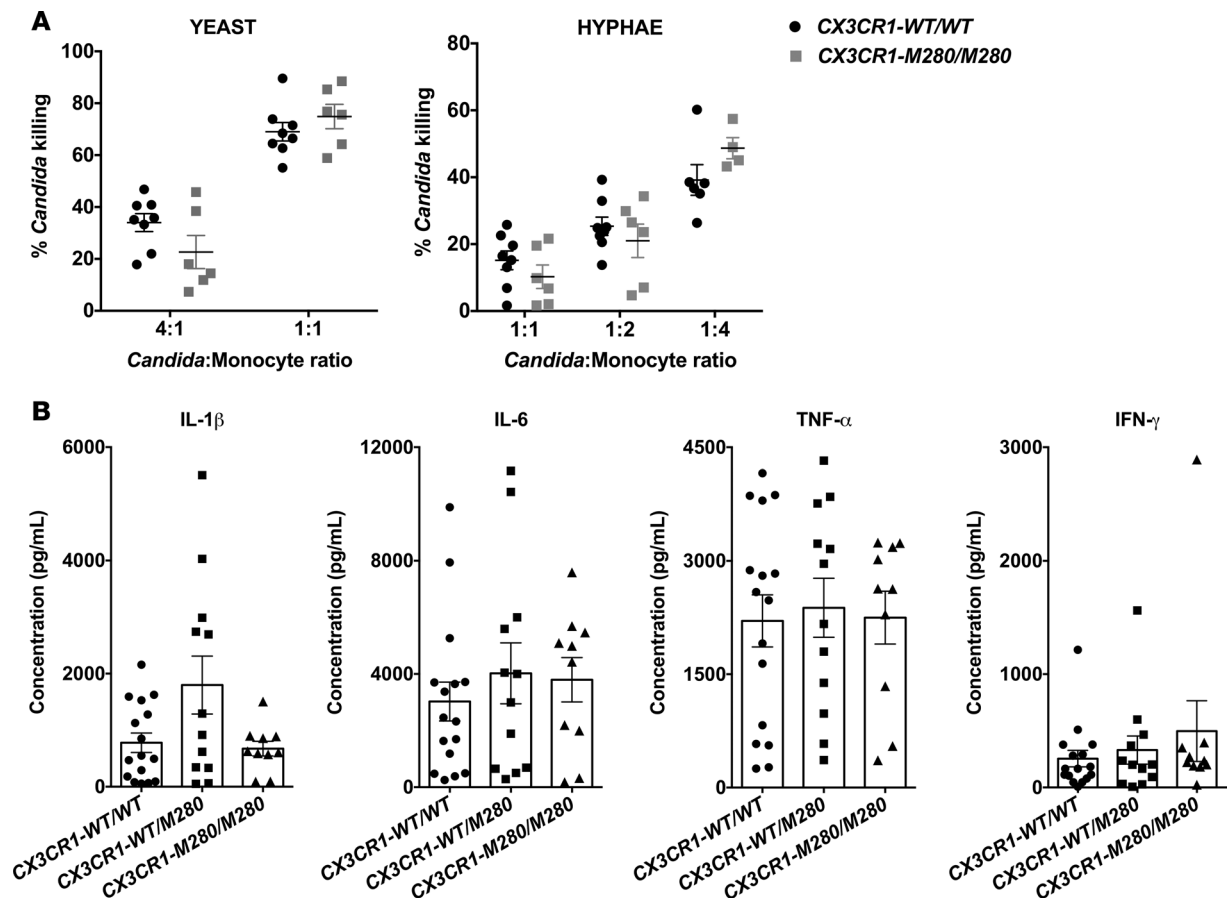 A
YEAST
HYPHAE
CX3CR1-WT/WT
CX3CR1-M280/M280
% Candida killing
100
80
60
40
20
0
4:1
1:1
Candida:Monocyte ratio
% Candida killing
80
60
40
20
0
1:1
1:2
1:4
Candida:Monocyte ratio
B
IL-1β
Concentration (pg/mL)
6000
4000
2000
0
CX3CR1-WT/WT
CX3CR1-WT/M280
CX3CR1-M280/M280
IL-6
Concentration (pg/mL)
12000
8000
4000
0
CX3CR1-WT/WT
CX3CR1-WT/M280
CX3CR1-M280/M280
TNF-α
Concentration (pg/mL)
4500
3000
1500
0
CX3CR1-WT/WT
CX3CR1-WT/M280
CX3CR1-M280/M280
IFN-γ
Concentration (pg/mL)
3000
2000
1000
0
CX3CR1-WT/WT
CX3CR1-WT/M280
CX3CR1-M280/M280